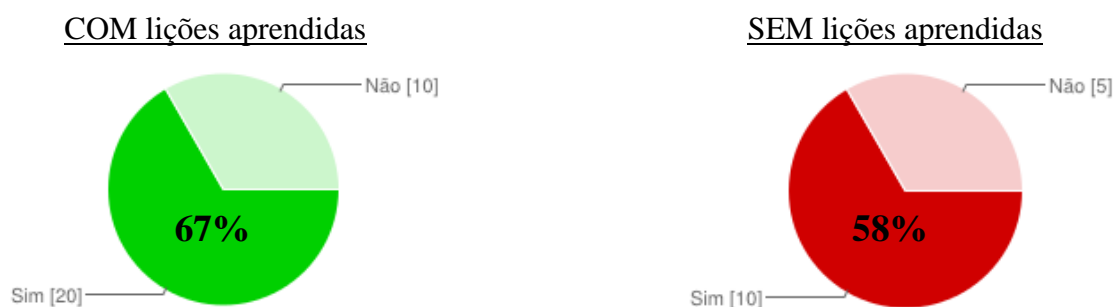 COM lições aprendidas
Não [10]
67%
Sim [20]
SEM lições aprendidas
Não [5]
58%
Sim [10]